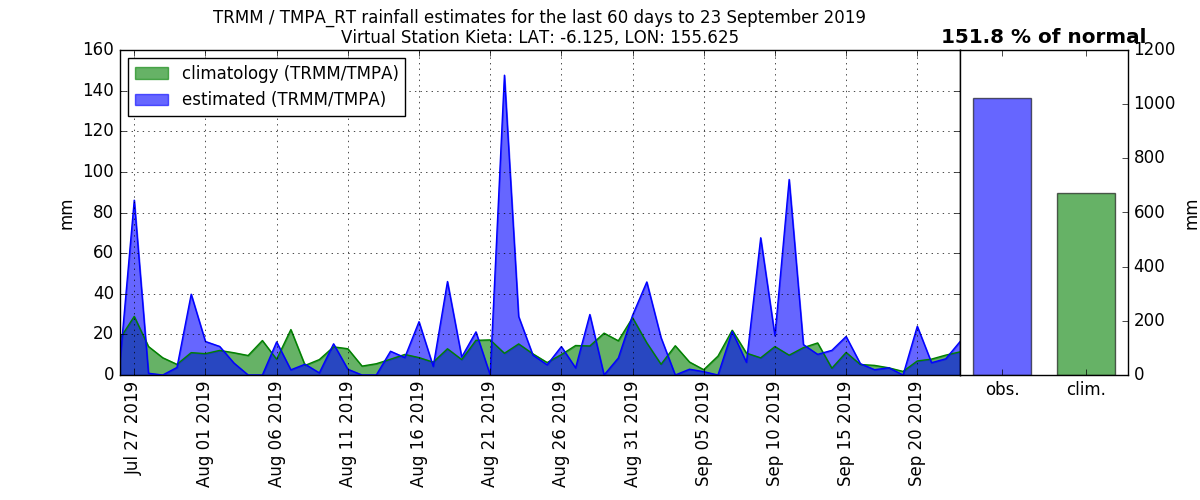 TRMM / TMPA_RT rainfall estimates for the last 60 days to 23 September 2019
Virtual Station Kieta: LAT: -6.125, LON: 155.625
151.8 % of normal
climatology (TRMM/TMPA)
estimated (TRMM/TMPA)
mm
160
140
120
100
80
60
40
20
0
Jul 27 2019
Aug 01 2019
Aug 06 2019
Aug 11 2019
Aug 16 2019
Aug 21 2019
Aug 26 2019
Aug 31 2019
Sep 05 2019
Sep 10 2019
Sep 15 2019
Sep 20 2019
1200
1000
800
600
400
200
0
mm
obs.
clim.